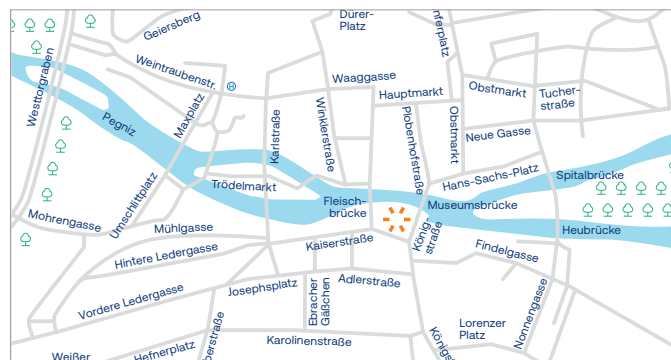 Geiersberg
Dürer-
Platz
Westtorgraben
Weintraubenstr.
H
Waaggasse
Hauptmarkt
Obstmarkt
Tucher-
straße
Pegniz
Maxplatz
Karlstraße
Winklerstraße
Plobenhofstraße
Obstmarkt
Neue Gasse
Trödelmarkt
Hans-Sachs-Platz
Spitalbrücke
Umschlittplatz
Fleisch-
brücke
Museumsbrücke
Mohrengasse
Mühlgasse
Heubrücke
Hintere Ledergasse
Kaiserstraße
König-
straße
Findelgasse
Vordere Ledergasse
Josephsplatz
Ebracher
Gäßchen
Adlerstraße
Nonnengasse
Lorenzer
Platz
Karolinenstraße
Hefnerplatz
Weißer